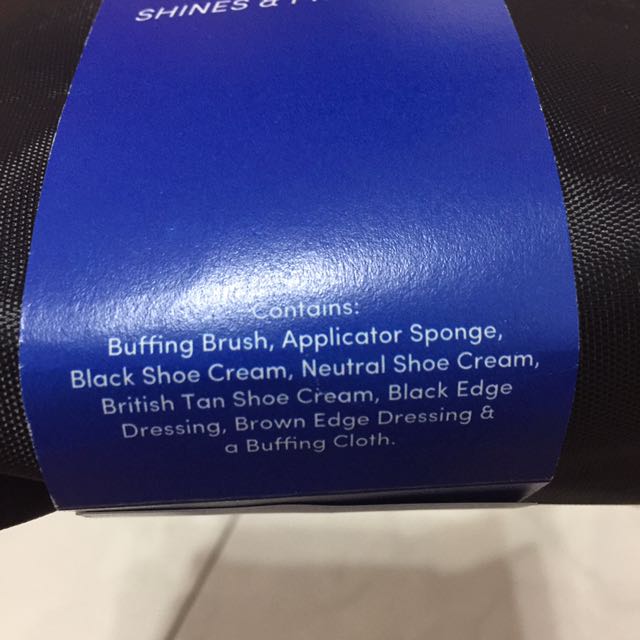 SHINES &
Contains:
Buffing Brush, Applicator Sponge,
Black Shoe Cream, Neutral Shoe Cream,
British Tan Shoe Cream, Black Edge
Dressing, Brown Edge Dressing &
a Buffing Cloth.